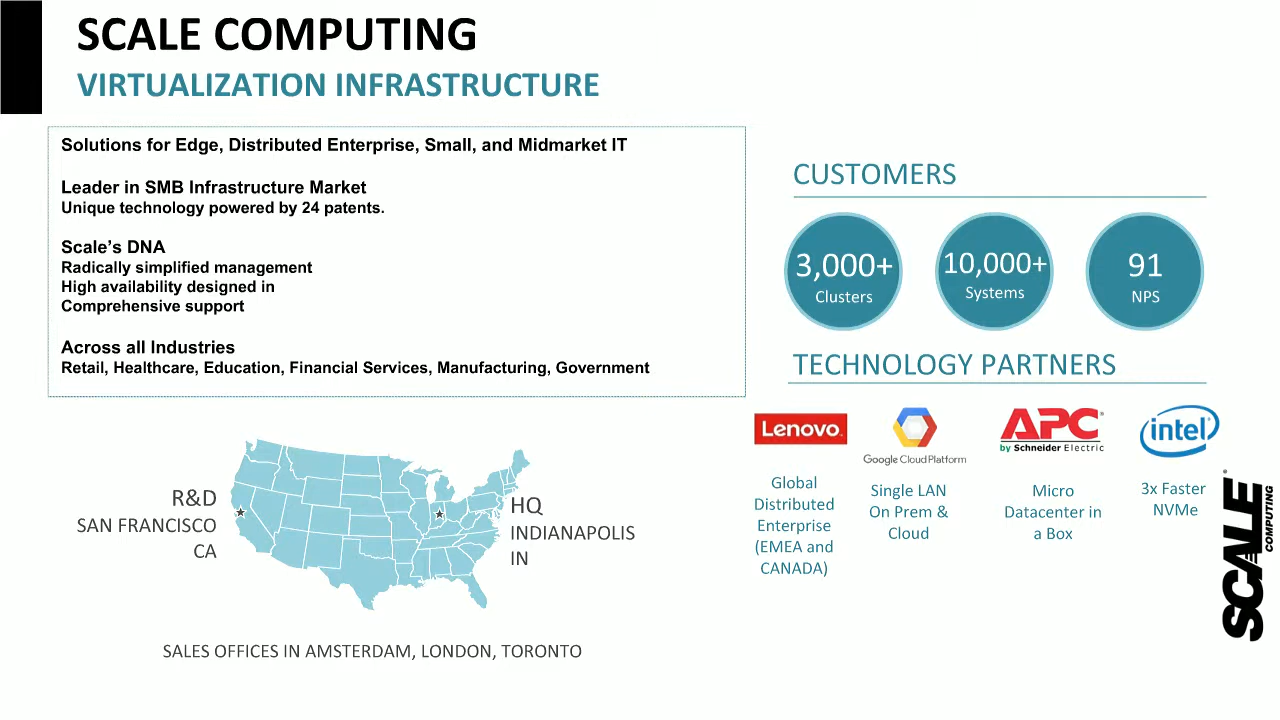 SCALE COMPUTING
VIRTUALIZATION INFRASTRUCTURE
Solutions for Edge, Distributed Enterprise, Small, and Midmarket IT
Leader in SMB Infrastructure Market
Unique technology powered by 24 patents.
Scale’s DNA
Radically simplified management
High availability designed in
Comprehensive support
Across all Industries
Retail, Healthcare, Education, Financial Services, Manufacturing, Government
R&D
SAN FRANCISCO
CA
HQ
INDIANAPOLIS
IN
SALES OFFICES IN AMSTERDAM, LONDON, TORONTO
CUSTOMERS
3,000+
Clusters
10,000+
Systems
91
NPS
TECHNOLOGY PARTNERS
Lenovo
Global
Distributed
Enterprise
(EMEA and
CANADA)
Google Cloud Platform
Single LAN
On Prem &
Cloud
APC
by Schneider Electric
Micro
Datacenter in
a Box
intel
3x Faster
NVMe
SCALE
COMPUTING